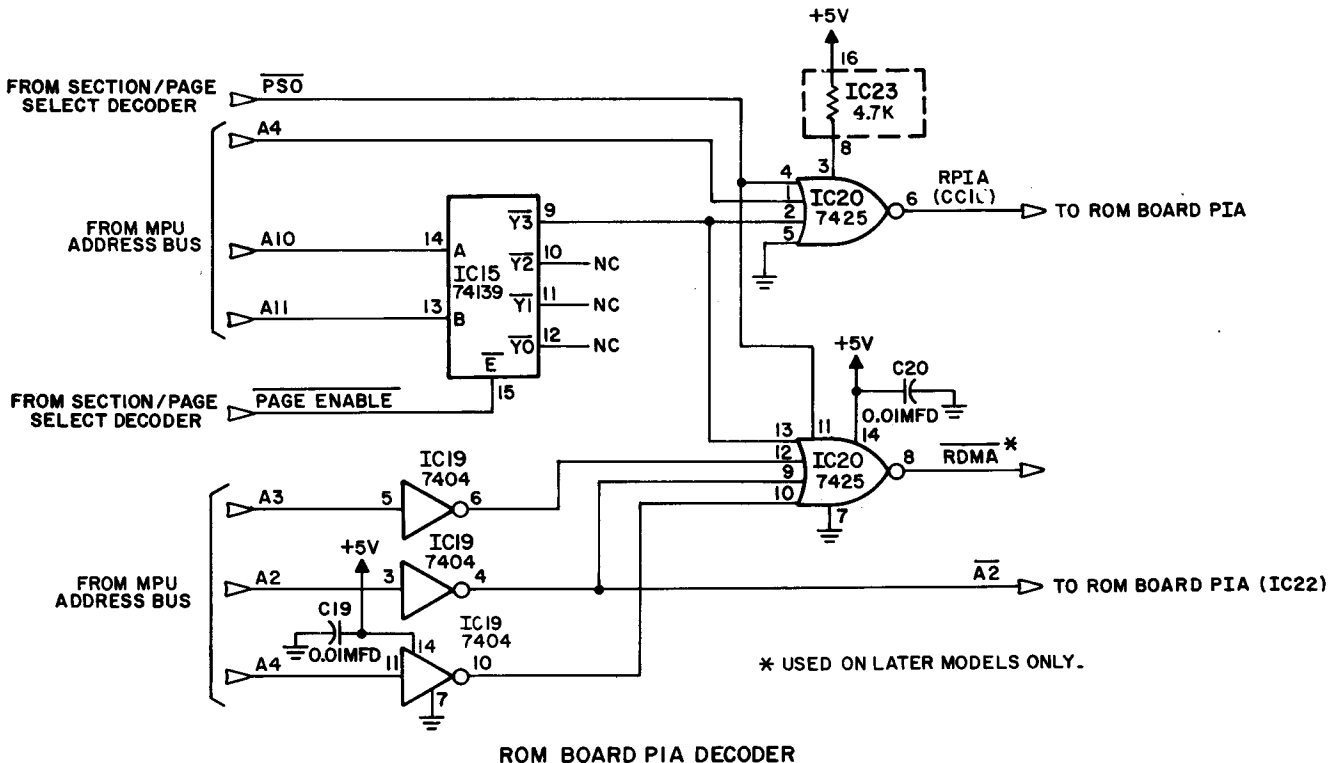 +5V
16
FROM SECTION/PAGE
SELECT DECODER
PS0
IC23
4.7K
A4
8
3
4
1
2
5
IC20
7425
6
RPIA
TO ROM BOARD PIA
FROM MPU
ADDRESS BUS
A10
14
A
IC15
74139
Y3
9
Y2
10
NC
A11
13
B
Y1
11
NC
Y0
12
NC
E
15
FROM SECTION/PAGE
SELECT DECODER
PAGE ENABLE
+5V
C20
0.01MFD
14
11
13
12
9
10
IC20
7425
8
RDMA *
7
IC19
7404
A3
5
6
FROM MPU
ADDRESS BUS
+5V
IC19
7404
A2
3
4
A2
TO ROM BOARD PIA (IC22)
C19
0.01MFD
14
IC19
7404
A4
11
10
7
* USED ON LATER MODELS ONLY.
ROM BOARD PIA DECODER